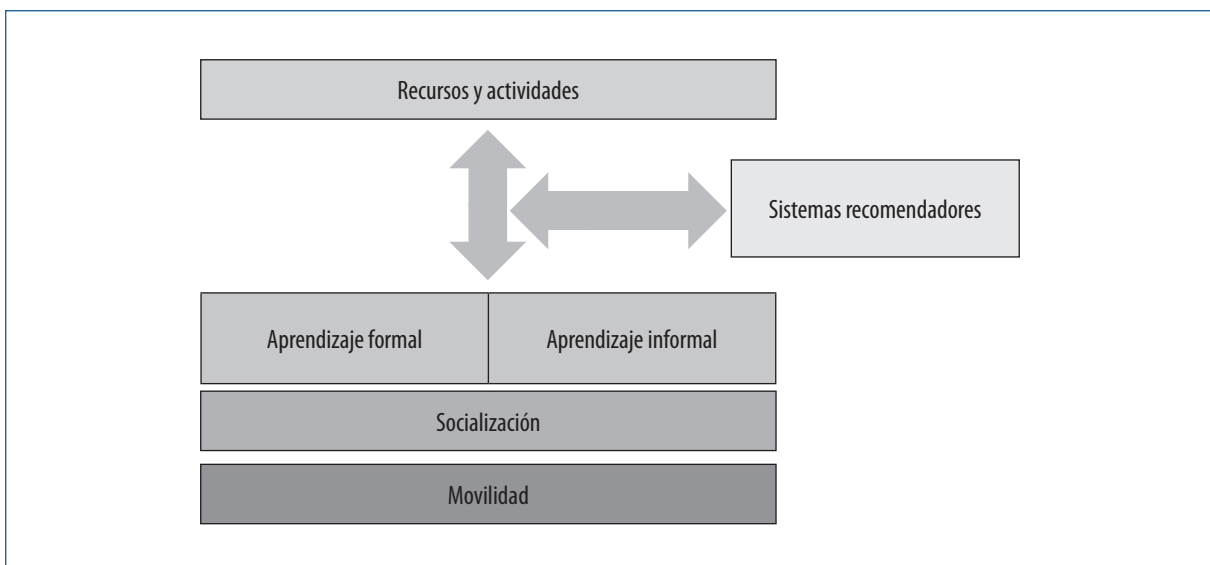 Recursos y actividades
Sistemas recomendadores
Aprendizaje formal
Aprendizaje informal
Socialización
Movilidad